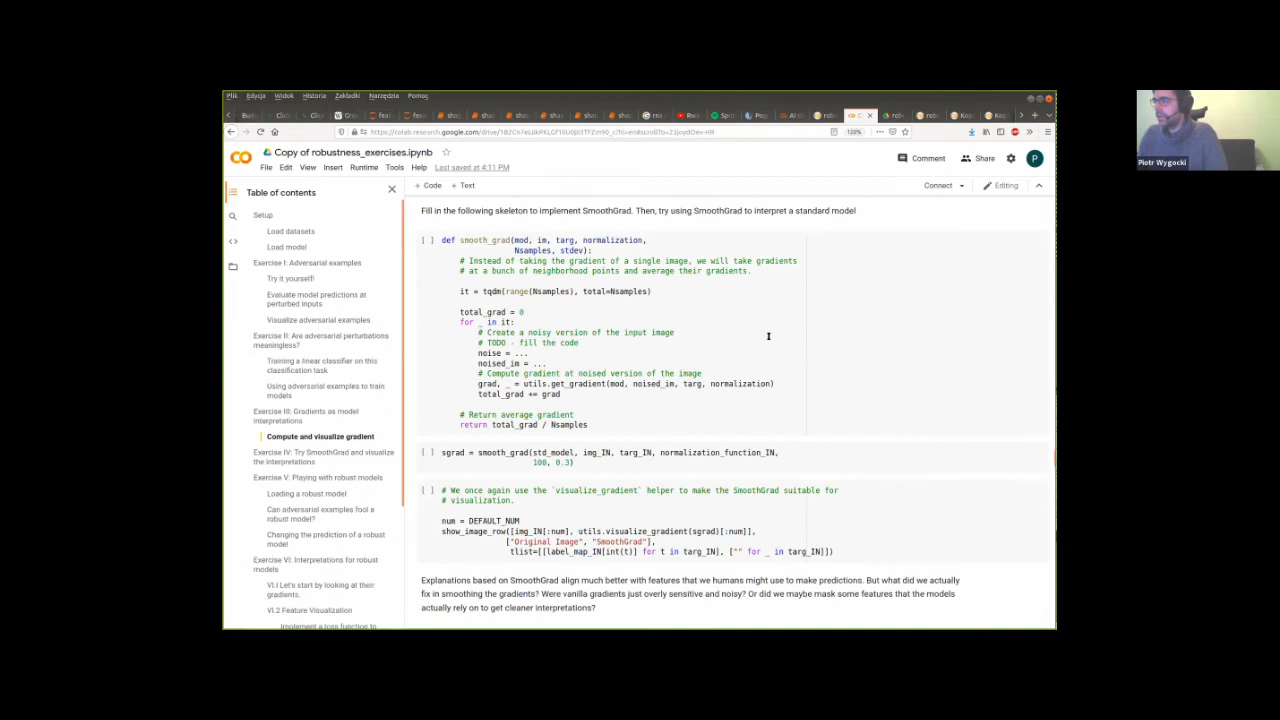 Plik Edycja Widok Historia Zakładki Narzędzia Pomoc
120%
Copy of robustness_exercises.ipynb
Comment Share P
File Edit View Insert Runtime Tools Help Last saved at 4:11 PM
Piotr Wygocki
+ Code + Text Connect Editing
Table of contents
Setup
Load datasets
Load model
Exercise I: Adversarial examples
Try it yourself!
Evaluate model predictions at
perturbed inputs
Visualize adversarial examples
Exercise II: Are adversarial perturbations
meaningless?
Training a linear classifier on this
classification task
Using adversarial examples to train
models
Exercise III: Gradients as model
interpretations
Compute and visualize gradient
Exercise IV: Try SmoothGrad and visualize
the interpretations.
Exercise V: Playing with robust models
Loading a robust model
Can adversarial examples fool a
robust model?
Changing the prediction of a robust
model
Exercise VI: Interpretations for robust
models
VI.I Let's start by looking at their
gradients.
VI.2 Feature Visualization
Implement a loss function to
Fill in the following skeleton to implement SmoothGrad. Then, try using SmoothGrad to interpret a standard model
[ ] def smooth_grad(mod, im, targ, normalization,
Nsamples, stdev):
# Instead of taking the gradient of a single image, we will take gradients
# at a bunch of neighborhood points and average their gradients.
it = tqdm(range(Nsamples), total=Nsamples)
total_grad = 0
for _ in it:
# Create a noisy version of the input image
# TODO - fill the code
noise = ...
noised_im = ...
# Compute gradient at noised version of the image
grad, _ = utils.get_gradient(mod, noised_im, targ, normalization)
total_grad += grad
# Return average gradient
return total_grad / Nsamples
[ ] sgrad = smooth_grad(std_model, img_IN, targ_IN, normalization_function_IN,
100, 0.3)
[ ] # We once again use the `visualize_gradient` helper to make the SmoothGrad suitable for
# visualization.
num = DEFAULT_NUM
show_image_row([img_IN[:num], utils.visualize_gradient(sgrad)[:num]],
["Original Image", "SmoothGrad"],
tlist=[[label_map_IN[int(t)] for t in targ_IN], ["" for _ in targ_IN]])
Explanations based on SmoothGrad align much better with features that we humans might use to make predictions. But what did we actually
fix in smoothing the gradients? Were vanilla gradients just overly sensitive and noisy? Or did we maybe mask some features that the models
actually rely on to get cleaner interpretations?